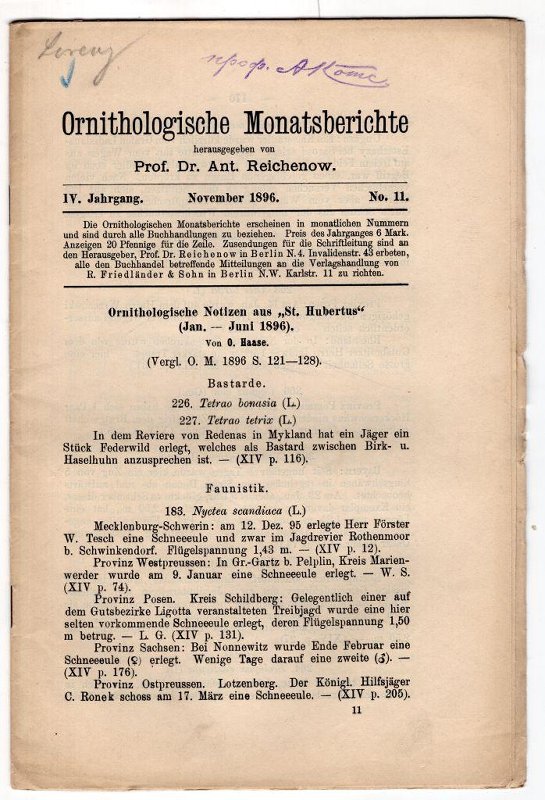 Lorenz
проф. А Котс
Ornithologische Monatsberichte
herausgegeben von
Prof. Dr. Ant. Reichenow.
IV. Jahrgang. November 1896. No. 11.
Die Ornithologischen Monatsberichte erscheinen in monatlichen Nummern
und sind durch alle Buchhandlungen zu beziehen. Preis des Jahrganges 6 Mark.
Anzeigen 20 Pfennige für die Zeile. Zusendungen für die Schriftleitung sind an
den Herausgeber, Prof. Dr. Reichenow in Berlin N.4. Invalidenstr. 43 erbeten,
alle den Buchhandel betreffende Mitteilungen an die Verlagshandlung von
R. Friedländer & Sohn in Berlin N.W. Karlstr. 11 zu richten.
Ornithologische Notizen aus „St. Hubertus“
(Jan. — Juni 1896).
Von O. Haase.
(Vergl. O. M. 1896 S. 121—128).
Bastarde.
226. Tetrao bonasia (L.)
227. Tetrao tetrix (L.)
In dem Reviere von Redenas in Mykland hat ein Jäger ein
Stück Federwild erlegt, welches als Bastard zwischen Birk- u.
Haselhuhn anzusprechen ist. — (XIV p. 116).
Faunistik.
183. Nyctea scandiaca (L.)
Mecklenburg-Schwerin: am 12. Dez. 95 erlegte Herr Förster
W. Tesch eine Schneeeule und zwar im Jagdrevier Rothenmoor
b. Schwinkendorf. Flügelspannung 1,43 m. — (XIV p. 12).
Provinz Westpreussen: In Gr.-Gartz b. Pelplin, Kreis Marien-
werder wurde am 9. Januar eine Schneeeule erlegt. — W. S.
(XIV p. 74).
Provinz Posen. Kreis Schildberg: Gelegentlich einer auf
dem Gutsbezirke Ligotta veranstalteten Treibjagd wurde eine hier
selten vorkommende Schneeeule erlegt, deren Flügelspannung 1,50
m betrug. — L. G. (XIV p. 131).
Provinz Sachsen: Bei Nonnewitz wurde Ende Februar eine
Schneeeule (♀) erlegt. Wenige Tage darauf eine zweite (♂). —
(XIV p. 176).
Provinz Ostpreussen. Lotzenberg. Der Königl. Hilfsjäger
C. Ronek schoss am 17. März eine Schneeeule. — (XIV p. 205).
11